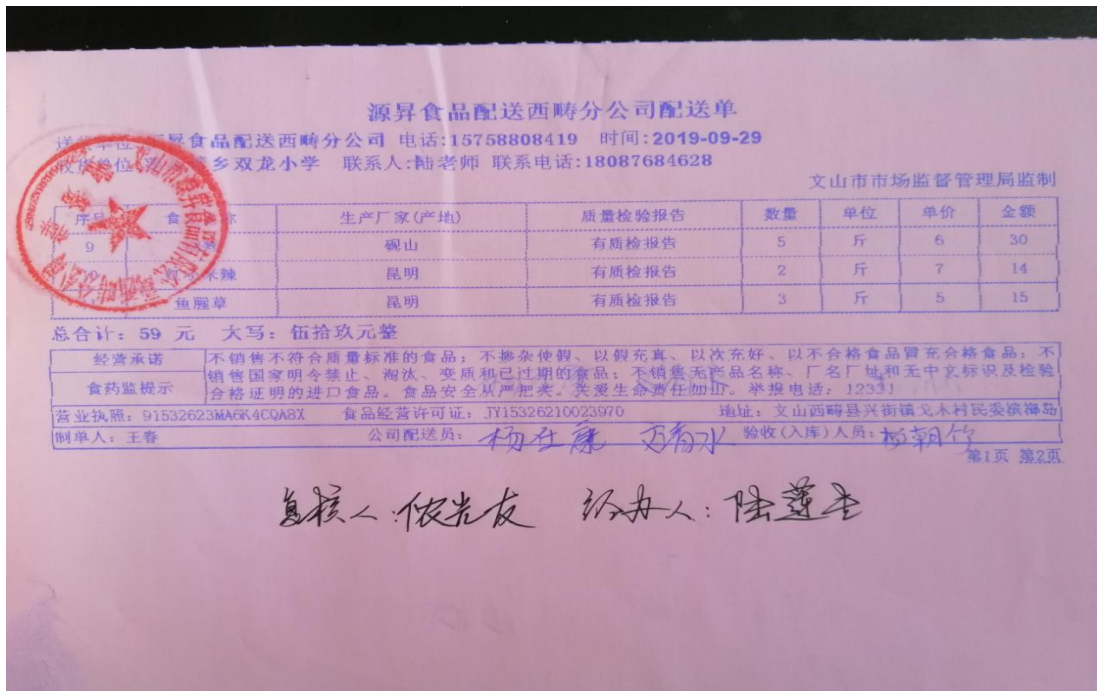 源昇食品配送西畴分公司配送单
昇食品配送西畴分公司 电话:15758808419 时间:2019-09-29
乡双龙小学 联系人:陆老师 联系电话:18087684628
文山市市场监督管理局监制
序号 食 称 生产厂家(产地) 质量检验报告 数量 单位 单价 金额
9 砚山 有质检报告 5 斤 6 30
辣 昆明 有质检报告 2 斤 7 14
鱼腥草 昆明 有质检报告 3 斤 5 15
总合计: 59 元 大写: 伍拾玖元整
经营承诺 不销售不符合质量标准的食品; 不掺杂使假、以假充真、以次充好、以不合格食品冒充合格食品; 不
销售国家明令禁止、淘汰、变质和已过期的食品; 不销售无产品名称、厂名厂址和无中文标识及检验
食药监提示 合格证明的进口食品。食品安全从严把关。关爱生命责任如山。举报电话: 12331
营业执照: 91532623MA6K4CQA8X 食品经营许可证: JY15326210023970 地址: 文山西畴县兴街镇戈木村民委槟榔岛
制单人: 王春 公司配送员: 杨仕 验收(入库)人员: 朝
第1页 第2页
复核人:侬光友 经办人:陆莲